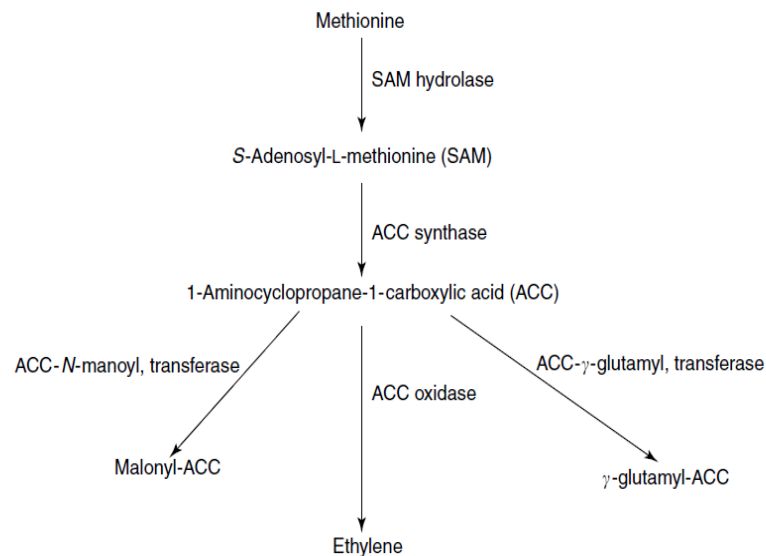 Methionine
SAM hydrolase
S-Adenosyl-L-methionine (SAM)
ACC synthase
1-Aminocyclopropane-1-carboxylic acid (ACC)
ACC-N-manoyl, transferase
ACC-γ-glutamyl, transferase
ACC oxidase
Malonyl-ACC
γ-glutamyl-ACC
Ethylene